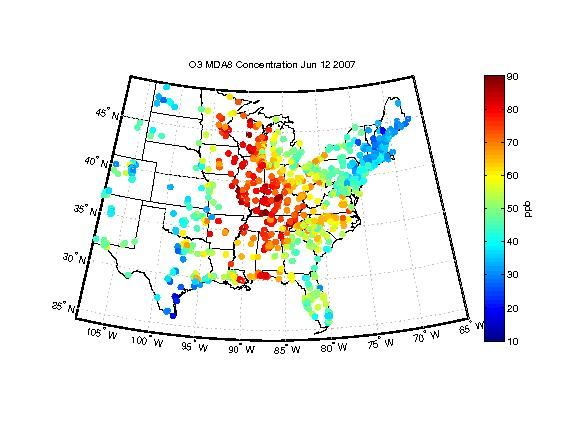 O3 MDA8 Concentration Jun 12 2007
90
80
70
60
50
40
30
20
10
ppb
45° N
40° N
35° N
30° N
25° N
105° W
100° W
95° W
90° W
85° W
80° W
75° W
70° W
65° W